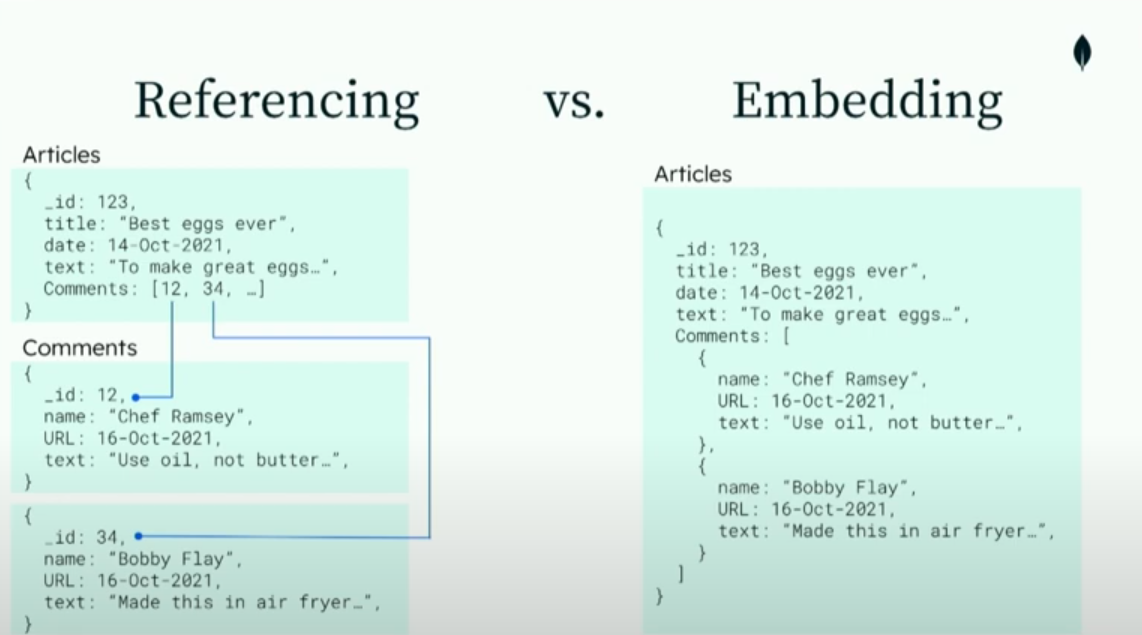 Referencing vs. Embedding
Articles
{
_id: 123,
title: "Best eggs ever",
date: 14-Oct-2021,
text: "To make great eggs…",
Comments: [12, 34, …]
}
Comments
{
_id: 12,
name: "Chef Ramsey",
URL: 16-Oct-2021,
text: "Use oil, not butter…",
}
{
_id: 34,
name: "Bobby Flay",
URL: 16-Oct-2021,
text: "Made this in air fryer…",
}
Articles
{
_id: 123,
title: "Best eggs ever",
date: 14-Oct-2021,
text: "To make great eggs…",
Comments: [
{
name: "Chef Ramsey",
URL: 16-Oct-2021,
text: "Use oil, not butter…",
},
{
name: "Bobby Flay",
URL: 16-Oct-2021,
text: "Made this in air fryer…",
}
]
}